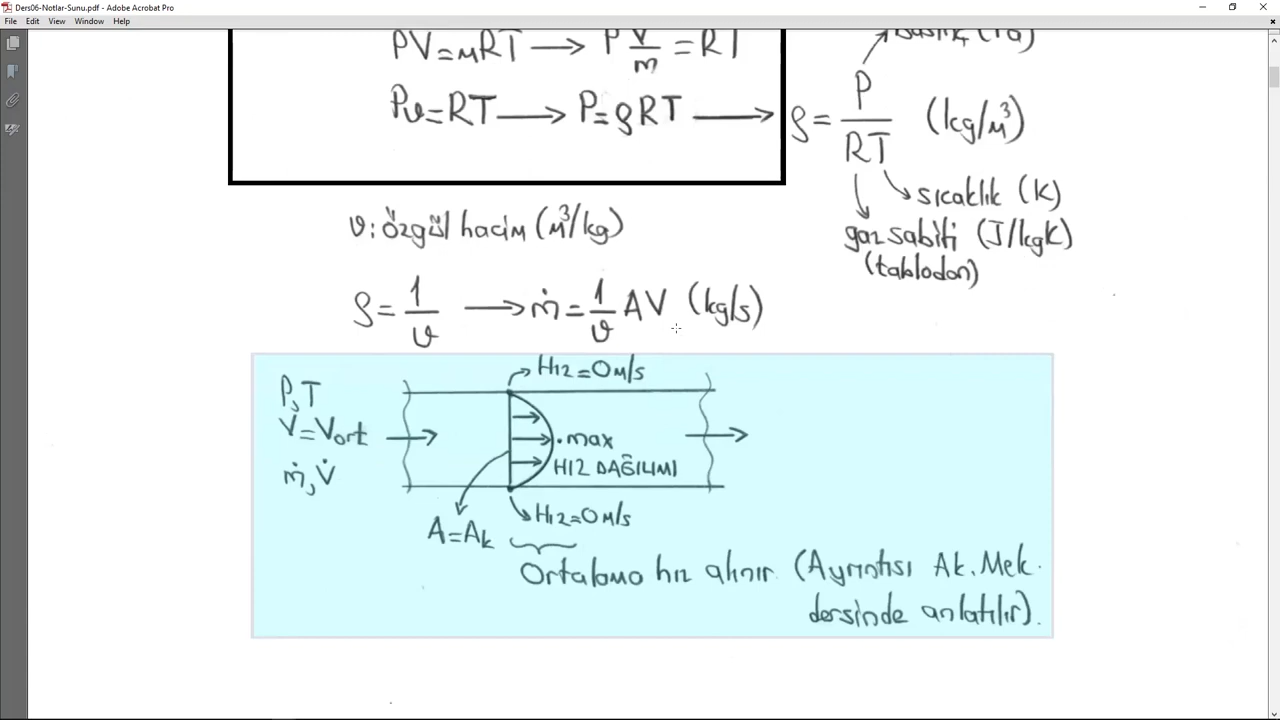 Ders06-Notlar-Sunu.pdf - Adobe Acrobat Pro
File Edit View Window Help
PV=mRT → P V/m = RT
Pϑ=RT → P=ρRT → ρ= P/RT (kg/m³)
sıcaklık (K)
gaz sabiti (J/kgK)
(tablodan)
ϑ: özgül hacim (m³/kg)
ρ= 1/ϑ → ṁ= 1/ϑ AV (kg/s)
Hız=0m/s
P,T
V=Vort
ṁ, V̇
max
HIZ DAĞILIMI
A=Ak
Hız=0m/s
Ortalama hız alınır (Ayrıntısı Ak. Mek.
dersinde anlatılır).